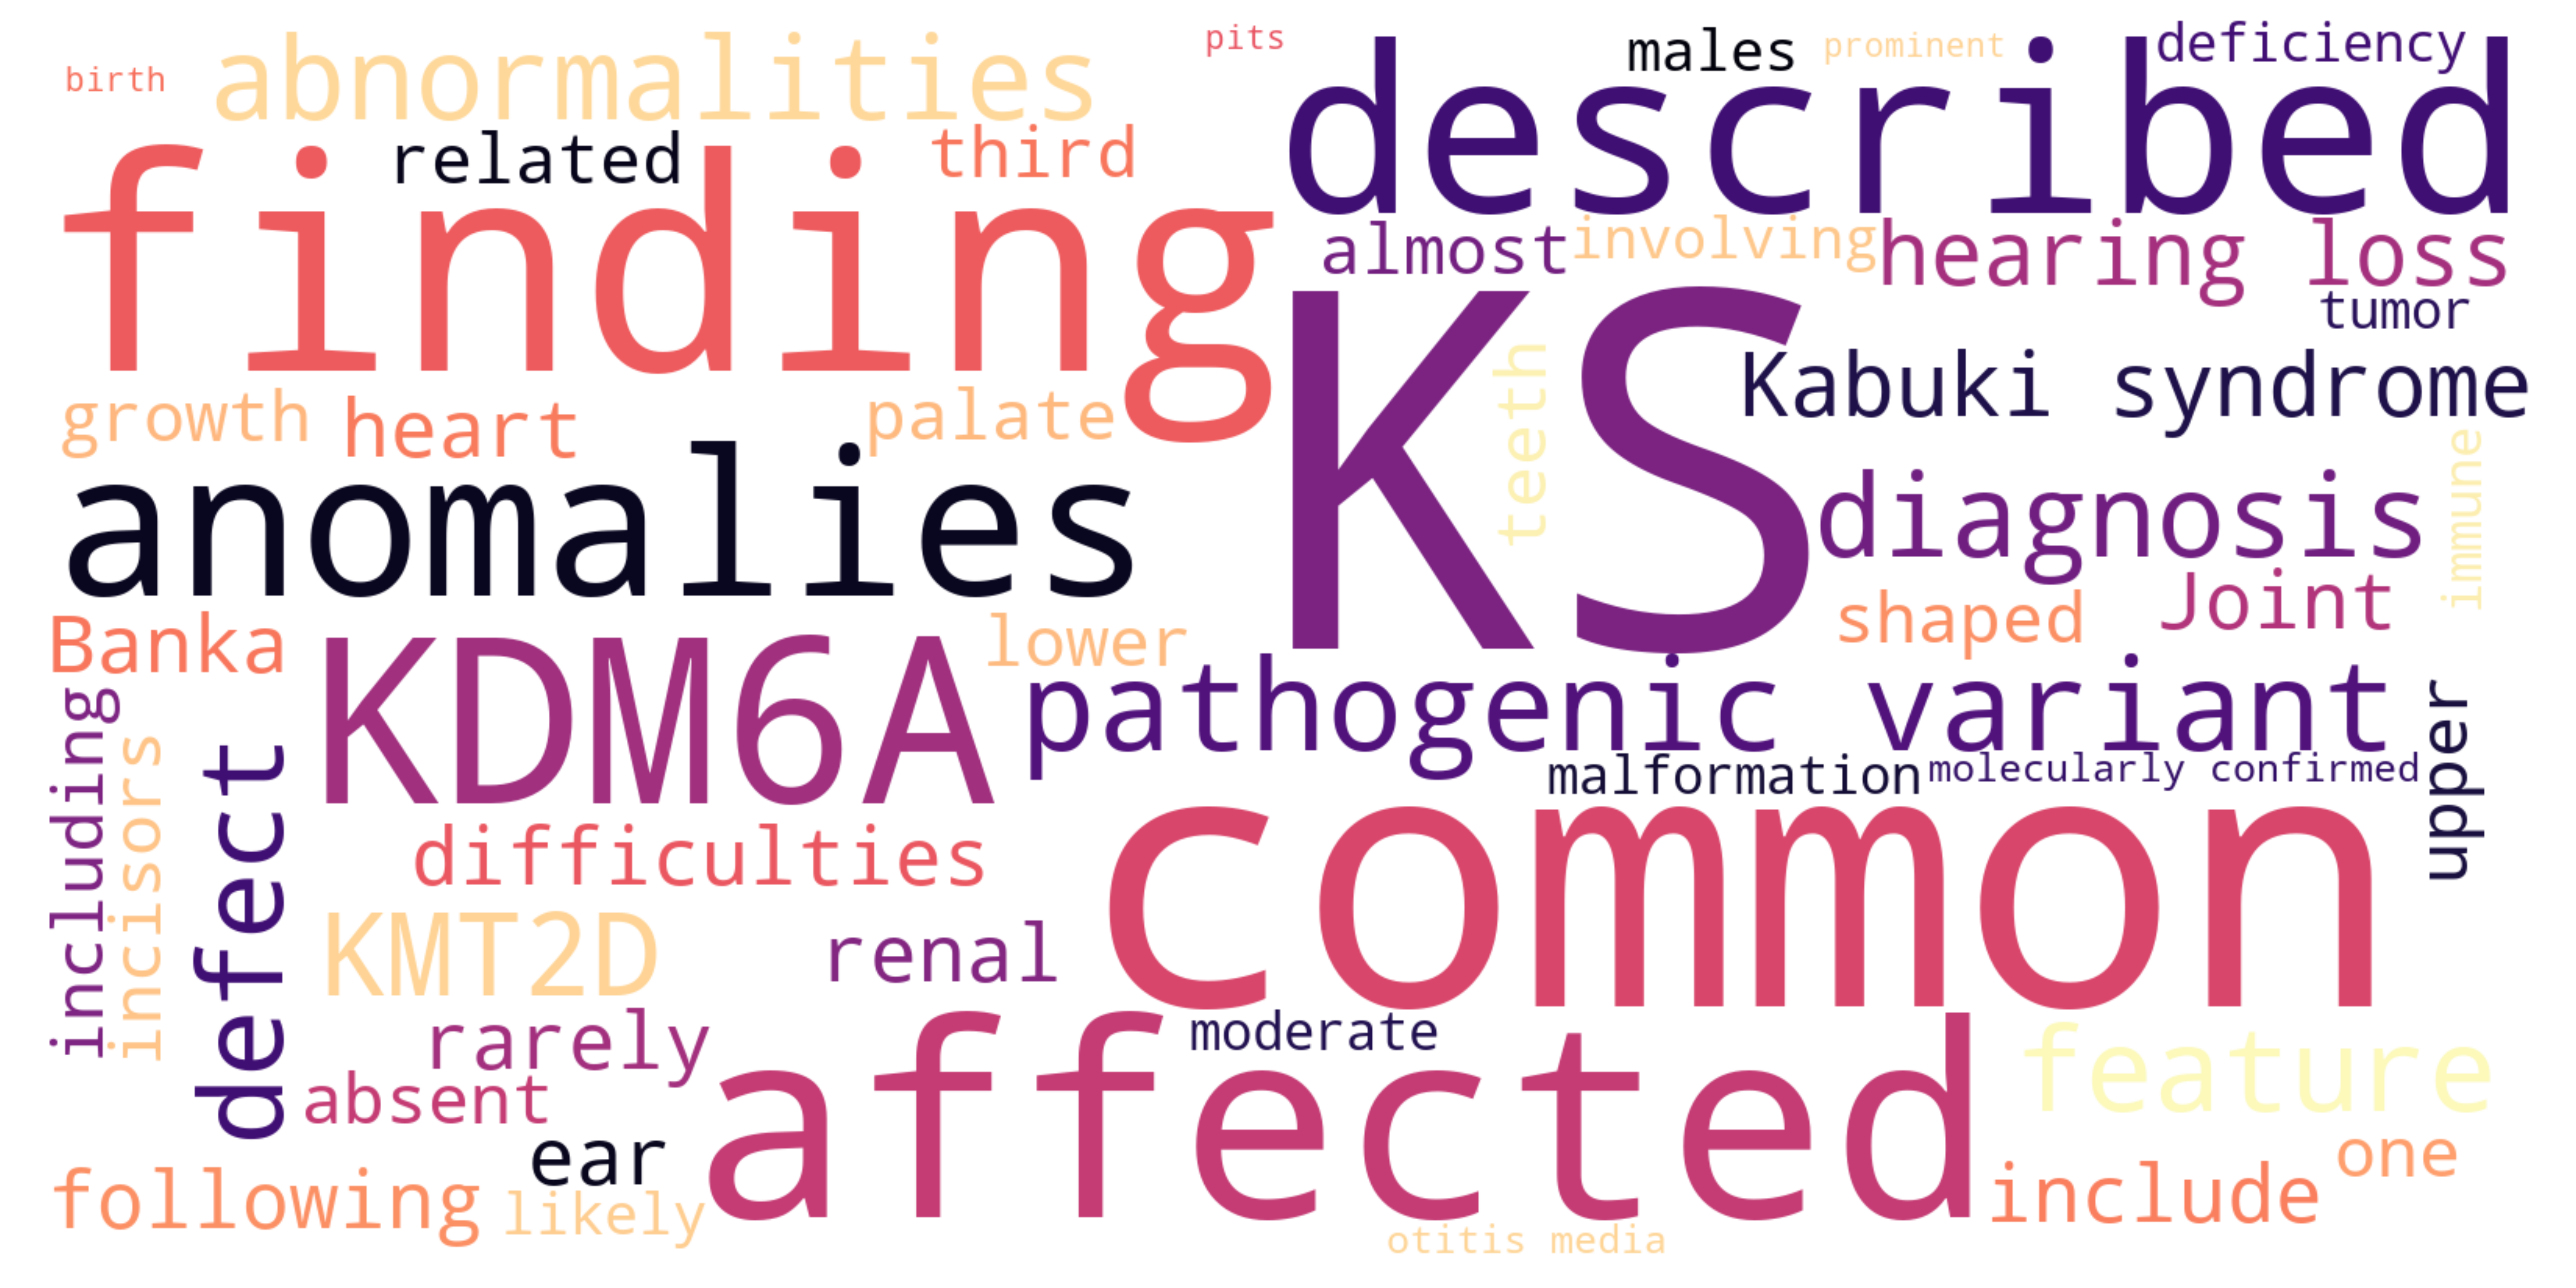 pits
males
prominent
deficiency
birth
abnormalities
described
related
third
finding
almost
involving
hearing loss
tumor
KS
teeth
Kabuki syndrome
growth
heart
palate
immune
anomalies
diagnosis
shaped
Joint
Banka
lower
KDM6A
pathogenic variant
upper
including
incisors
defect
malformation
molecularly confirmed
difficulties
common
KMT2D
renal
rarely
moderate
affected
feature
absent
ear
one
following
likely
include
otitis media